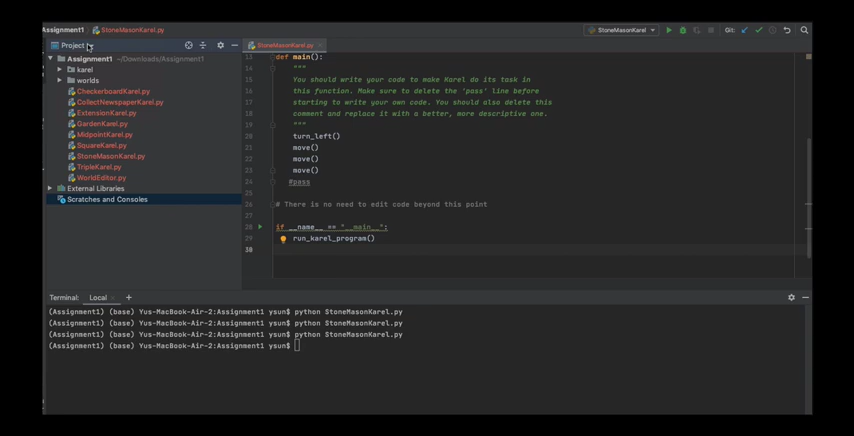 Assignment1 StoneMasonKarel.py
StoneMasonKarel
Git:
Project
StoneMasonKarel.py
Assignment1 ~/Downloads/Assignment1
karel
worlds
CheckerboardKarel.py
CollectNewspaperKarel.py
ExtensionKarel.py
GardenKarel.py
MidpointKarel.py
SquareKarel.py
StoneMasonKarel.py
TripleKarel.py
WorldEditor.py
External Libraries
Scratches and Consoles
13 def main():
14 """
15 You should write your code to make Karel do its task in
16 this function. Make sure to delete the 'pass' line before
17 starting to write your own code. You should also delete this
18 comment and replace it with a better, more descriptive one.
19 """
20 turn_left()
21 move()
22 move()
23 move()
24 #pass
25
26 # There is no need to edit code beyond this point
27
28 if __name__ == "__main__":
29 run_karel_program()
30
Terminal: Local
(Assignment1) (base) Yus-MacBook-Air-2:Assignment1 ysun$ python StoneMasonKarel.py
(Assignment1) (base) Yus-MacBook-Air-2:Assignment1 ysun$ python StoneMasonKarel.py
(Assignment1) (base) Yus-MacBook-Air-2:Assignment1 ysun$ python StoneMasonKarel.py
(Assignment1) (base) Yus-MacBook-Air-2:Assignment1 ysun$